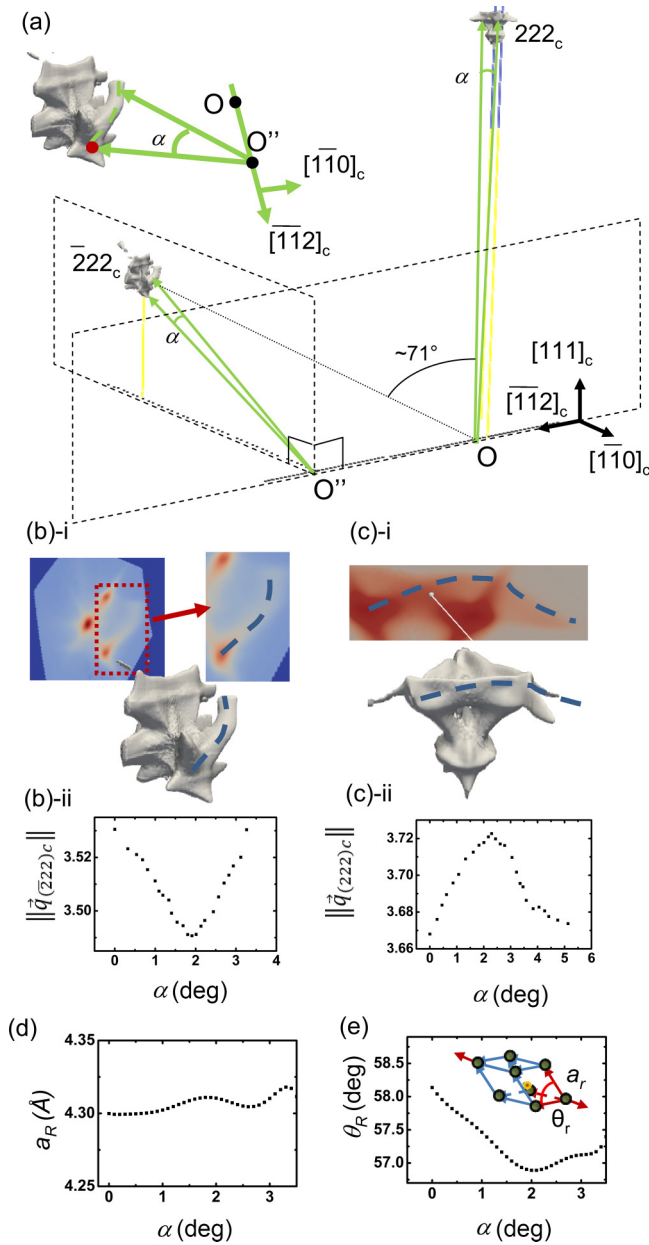 (a)
222c
α
O
α
O''
[1̅1̅0]c
[1̅1̅2]c
2̅22c
α
~71°
[111]c
[1̅1̅2]c
[1̅1̅0]c
O
O''
(b)-i
(c)-i
(b)-ii
(c)-ii
‖q⃗(2̅22)c‖
3.52
3.50
0 1 2 3 4
α (deg)
‖q⃗(222)c‖
3.72
3.70
3.68
3.66
0 1 2 3 4 5 6
α (deg)
(d)
aR (Å)
4.35
4.30
4.25
0 1 2 3
α (deg)
(e)
θR (deg)
58.5
58.0
57.5
57.0
0 1 2 3
α (deg)
ar
θr